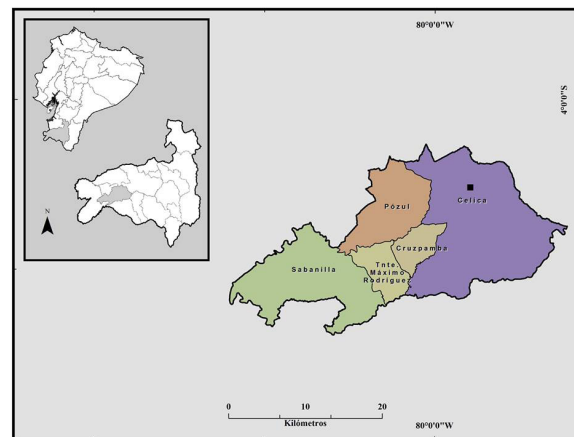 80°0'0"W
4°0'0"S
N
Pózul
Celica
Cruzpamba
Tnte.
Máximo
Rodrigue
Sabanilla
0 10 20
Kilómetros
80°0'0"W